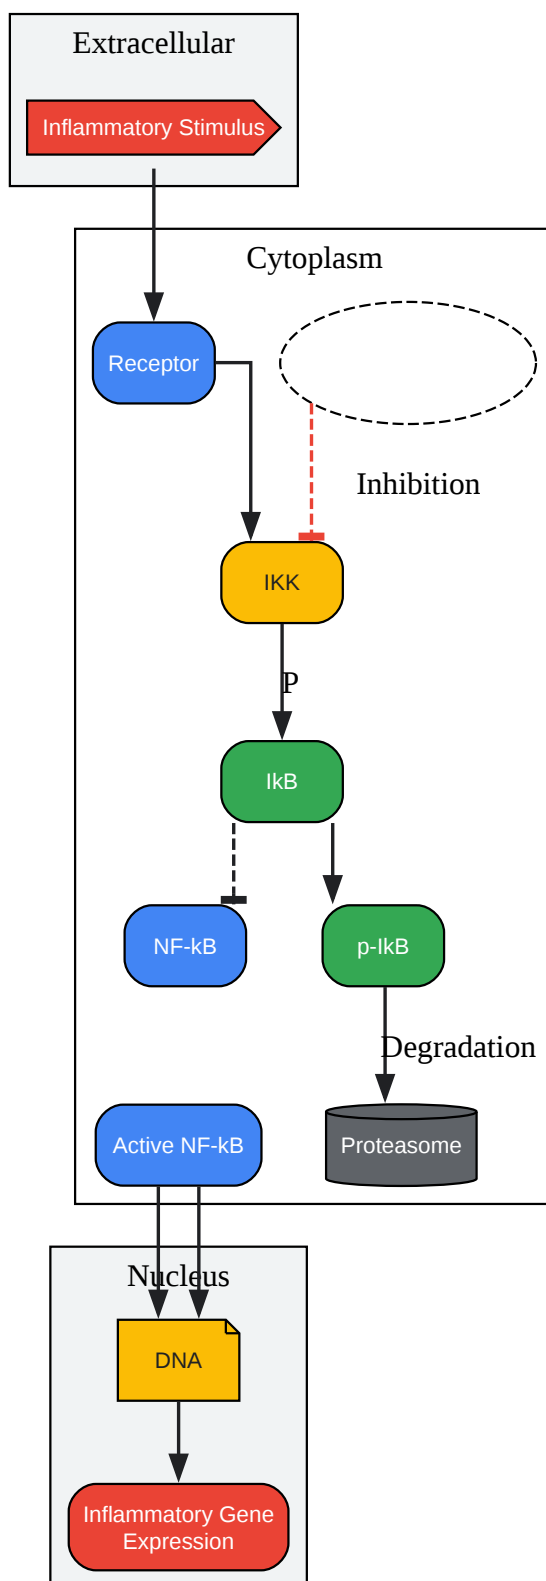 Extracellular
Inflammatory Stimulus
Cytoplasm
Receptor
Inhibition
IKK
P
IkB
NF-kB
p-IkB
Degradation
Active NF-kB
Proteasome
Nucleus
DNA
Inflammatory Gene
Expression